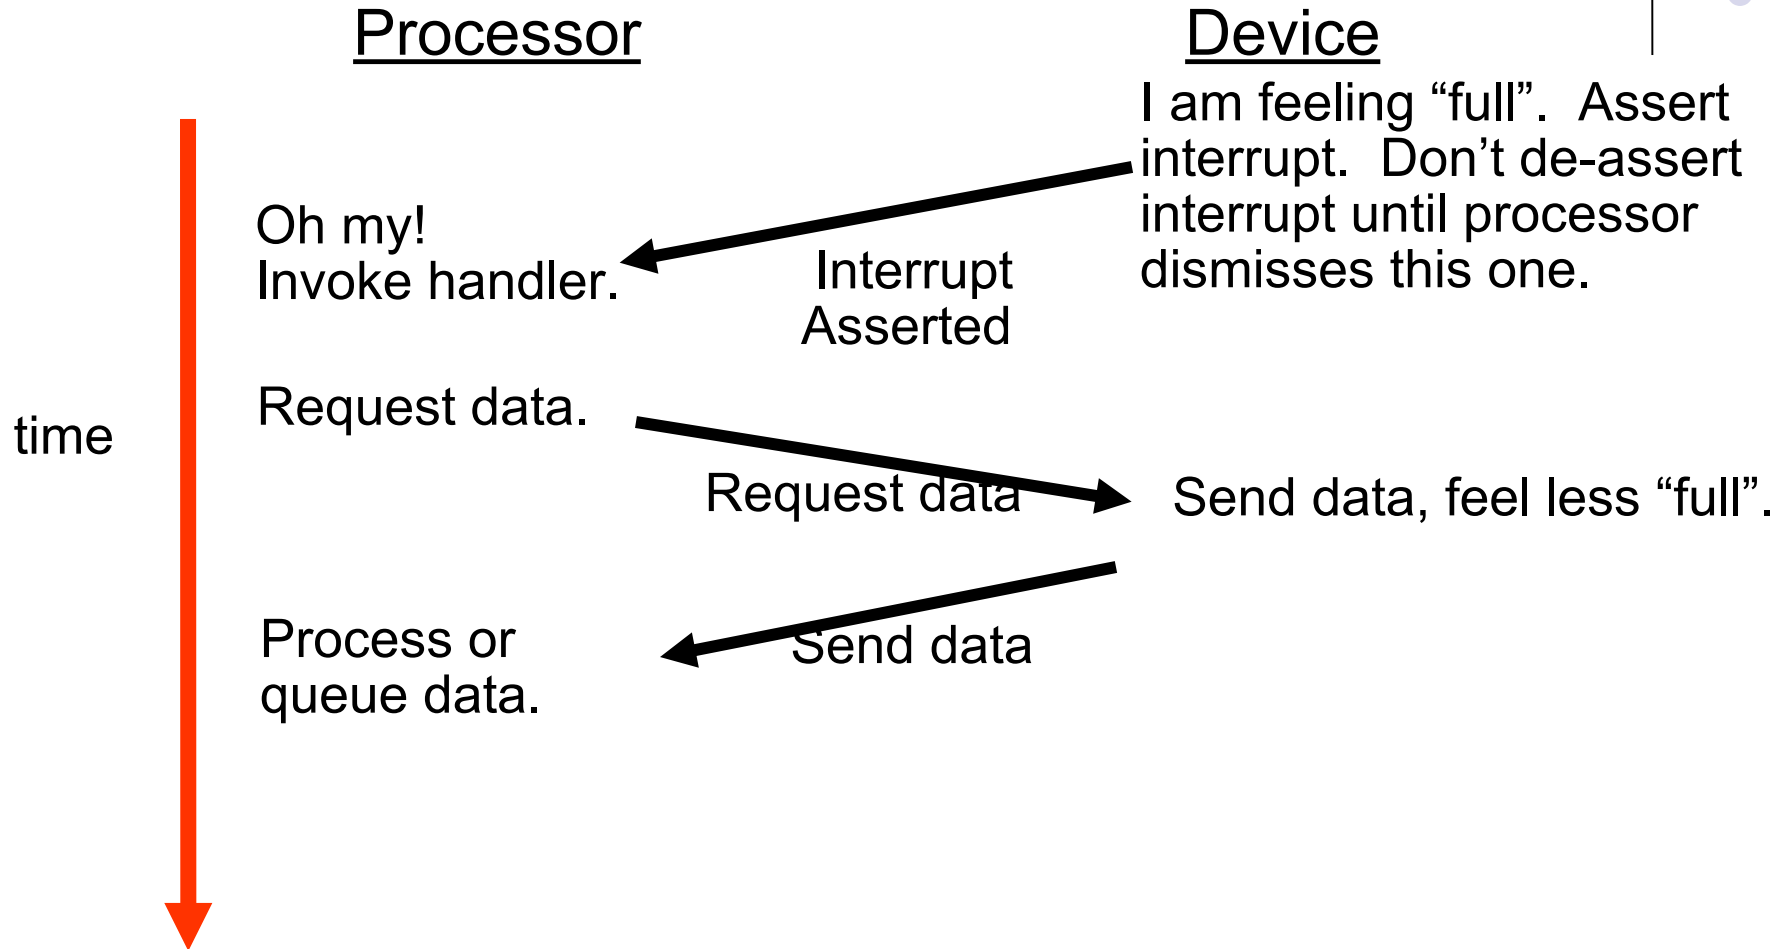 Processor
Device
I am feeling “full”.  Assert
interrupt.  Don’t de-assert
interrupt until processor
dismisses this one.
Oh my!
Invoke handler.
Interrupt
Asserted
Request data.
time
Request data
Send data, feel less “full”.
Process or
queue data.
Send data